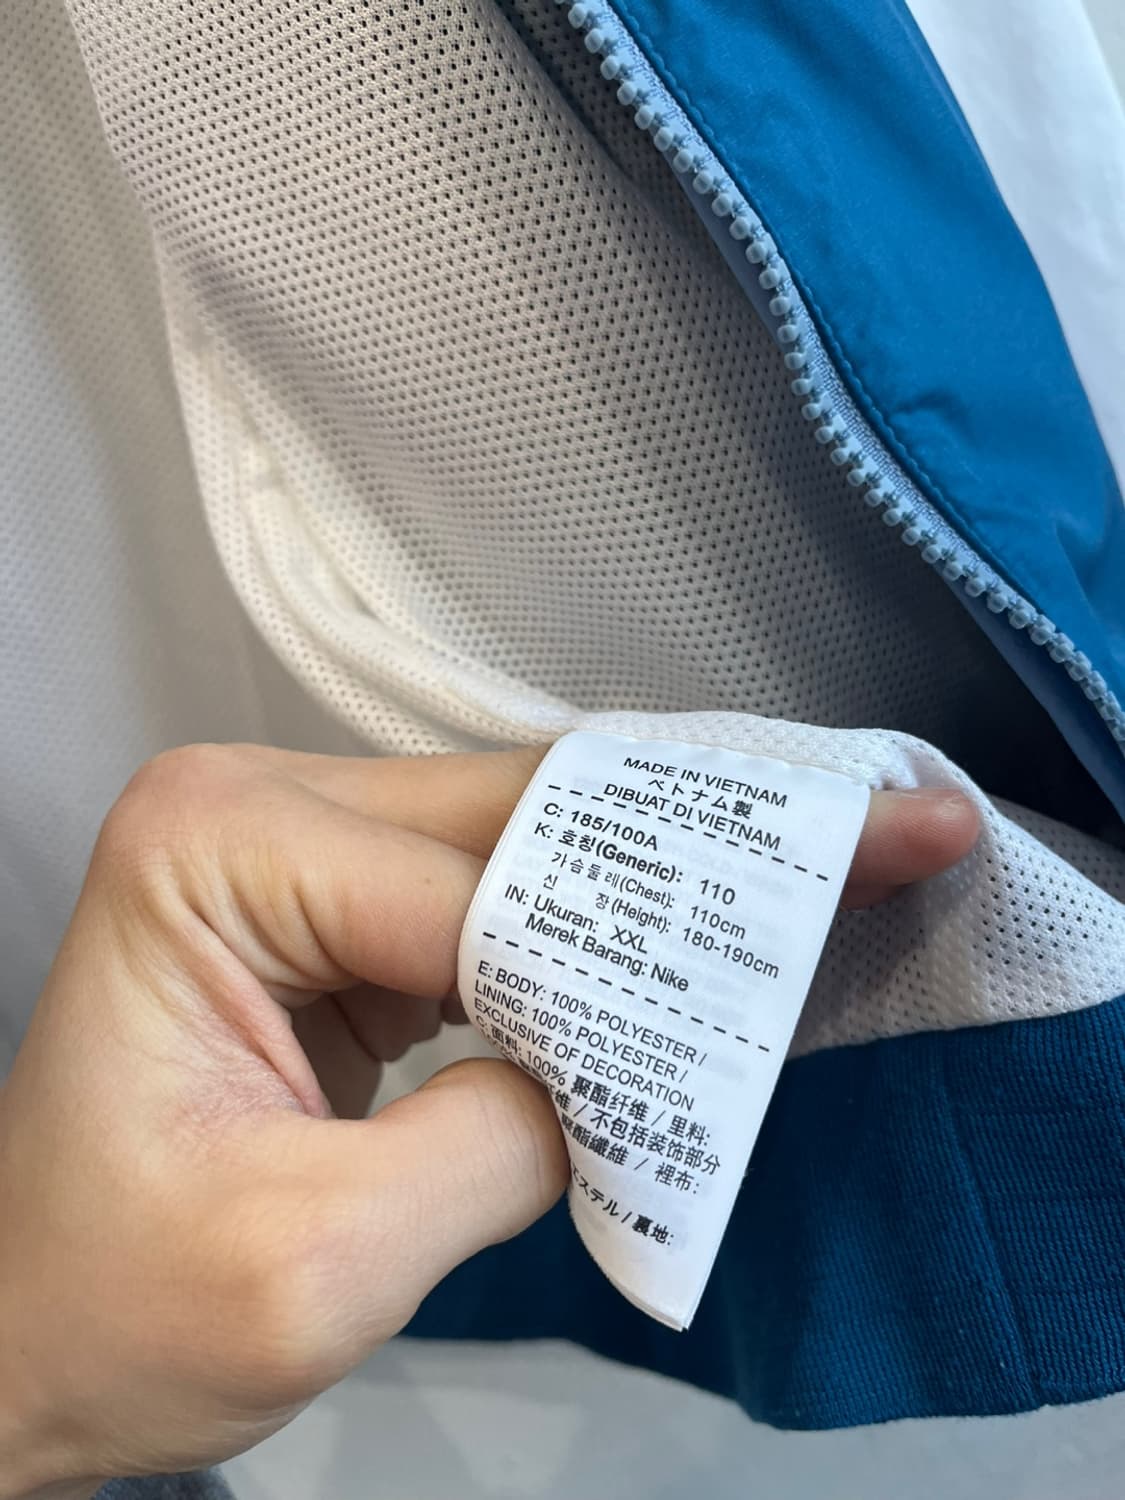 MADE IN VIETNAM
ベトナム製
DIBUAT DI VIETNAM
C: 185/100A
K: 호칭(Generic): 110
가슴둘레(Chest): 110cm
신 장(Height): 180-190cm
IN: Ukuran: XXL
Merek Barang: Nike
E: BODY: 100% POLYESTER /
LINING: 100% POLYESTER /
EXCLUSIVE OF DECORATION
C: 面料: 100% 聚酯纤维 / 里料:
纤维 / 不包括装饰部分
聚酯纖維 / 裡布:
エステル / 裏地: